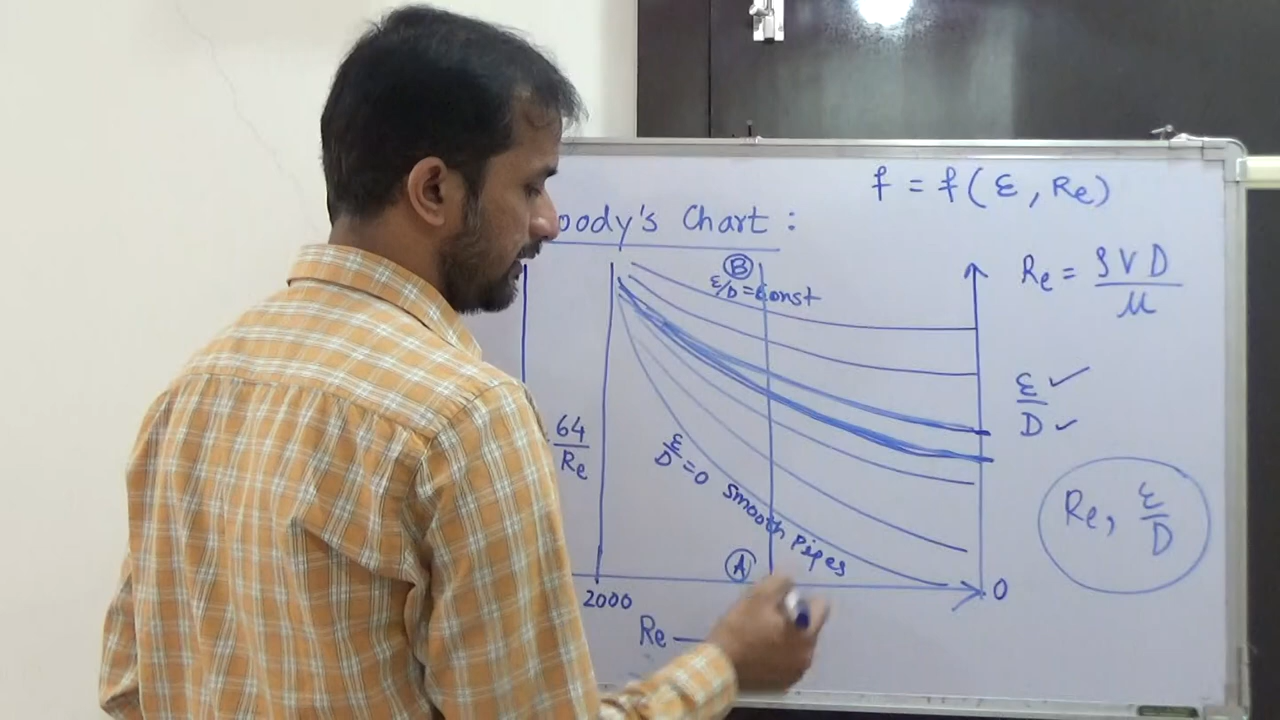 f = f(ε, Re)
oody's Chart :
Re = ρVD/μ
B
ε/D = Const
ε/D ✓ ✓
64/Re
ε/D = 0 Smooth Pipes
Re, ε/D
A
2000
0
Re